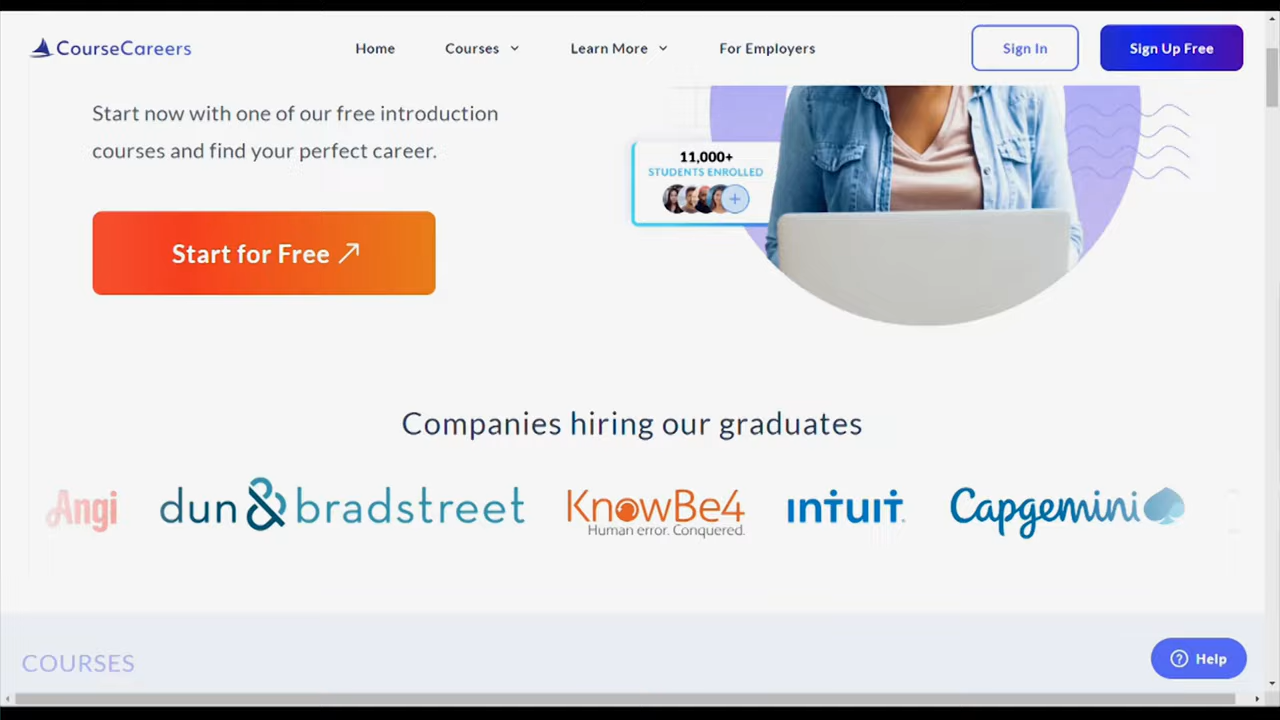 CourseCareers
Home
Courses
Learn More
For Employers
Sign In
Sign Up Free
Start now with one of our free introduction
courses and find your perfect career.
11,000+
STUDENTS ENROLLED
Start for Free
Companies hiring our graduates
Angi
dun & bradstreet
KnowBe4
Human error. Conquered.
intuit.
Capgemini
COURSES
Help